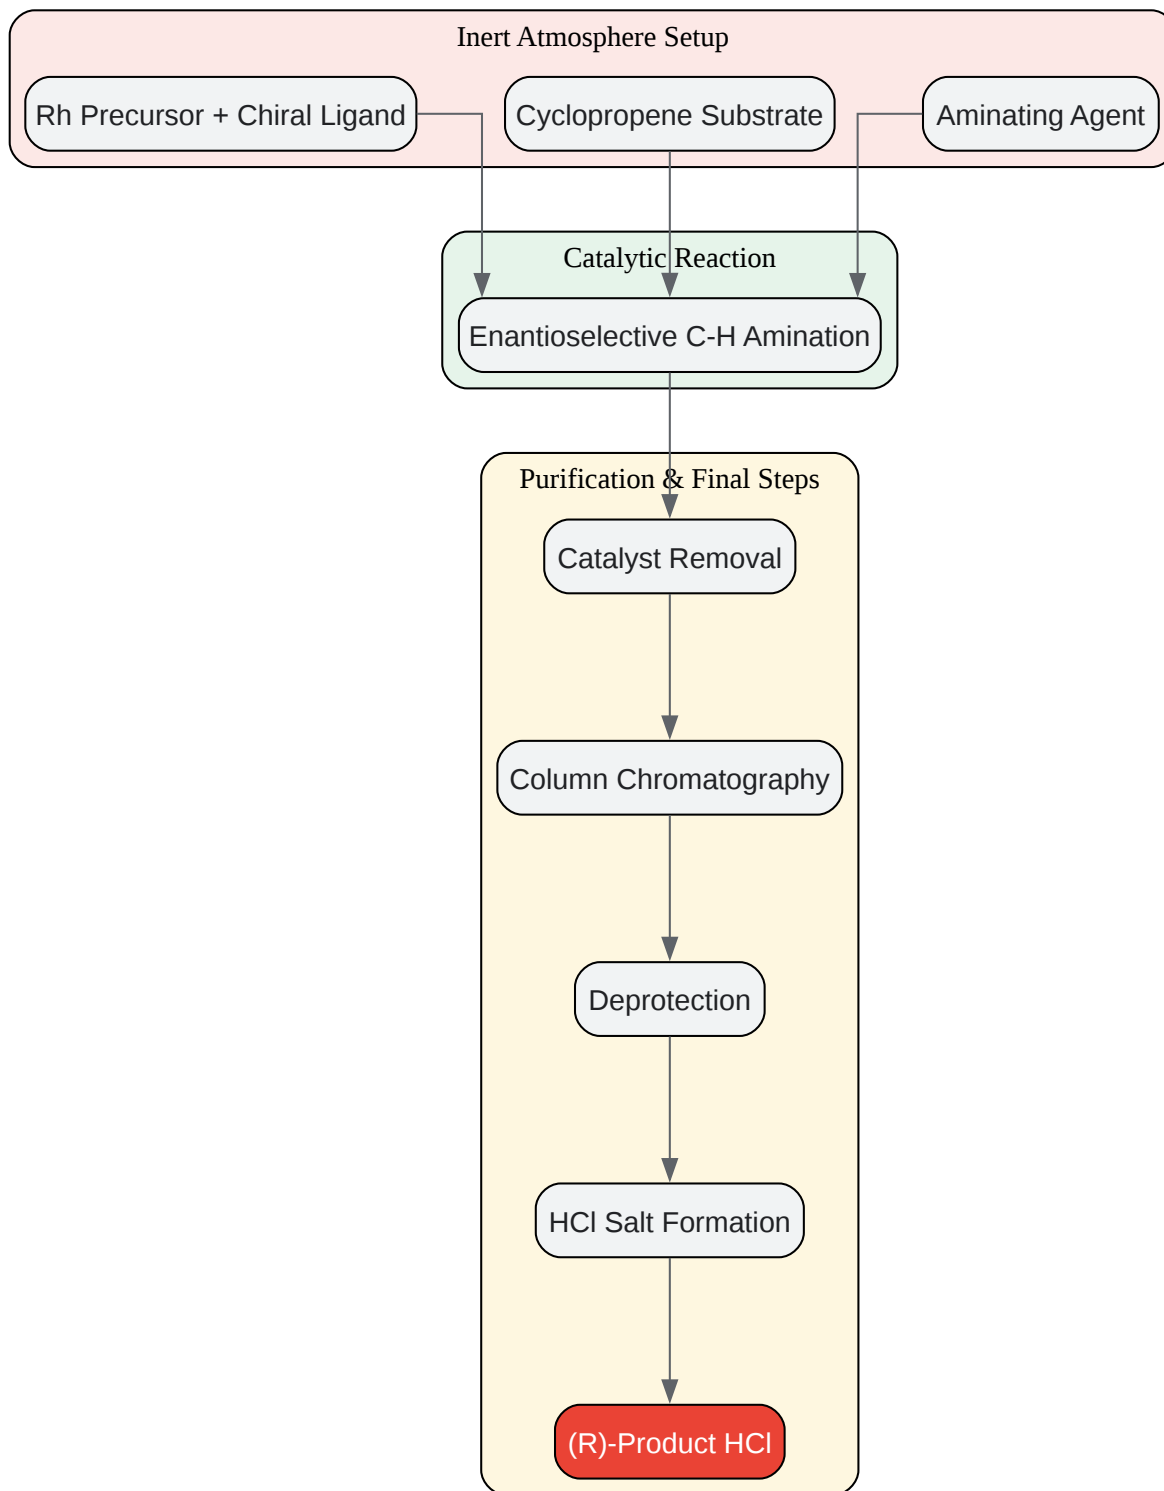 Inert Atmosphere Setup
Rh Precursor + Chiral Ligand
Cyclopropene Substrate
Aminating Agent
Catalytic Reaction
Enantioselective C-H Amination
Purification & Final Steps
Catalyst Removal
Column Chromatography
Deprotection
HCl Salt Formation
(R)-Product HCl